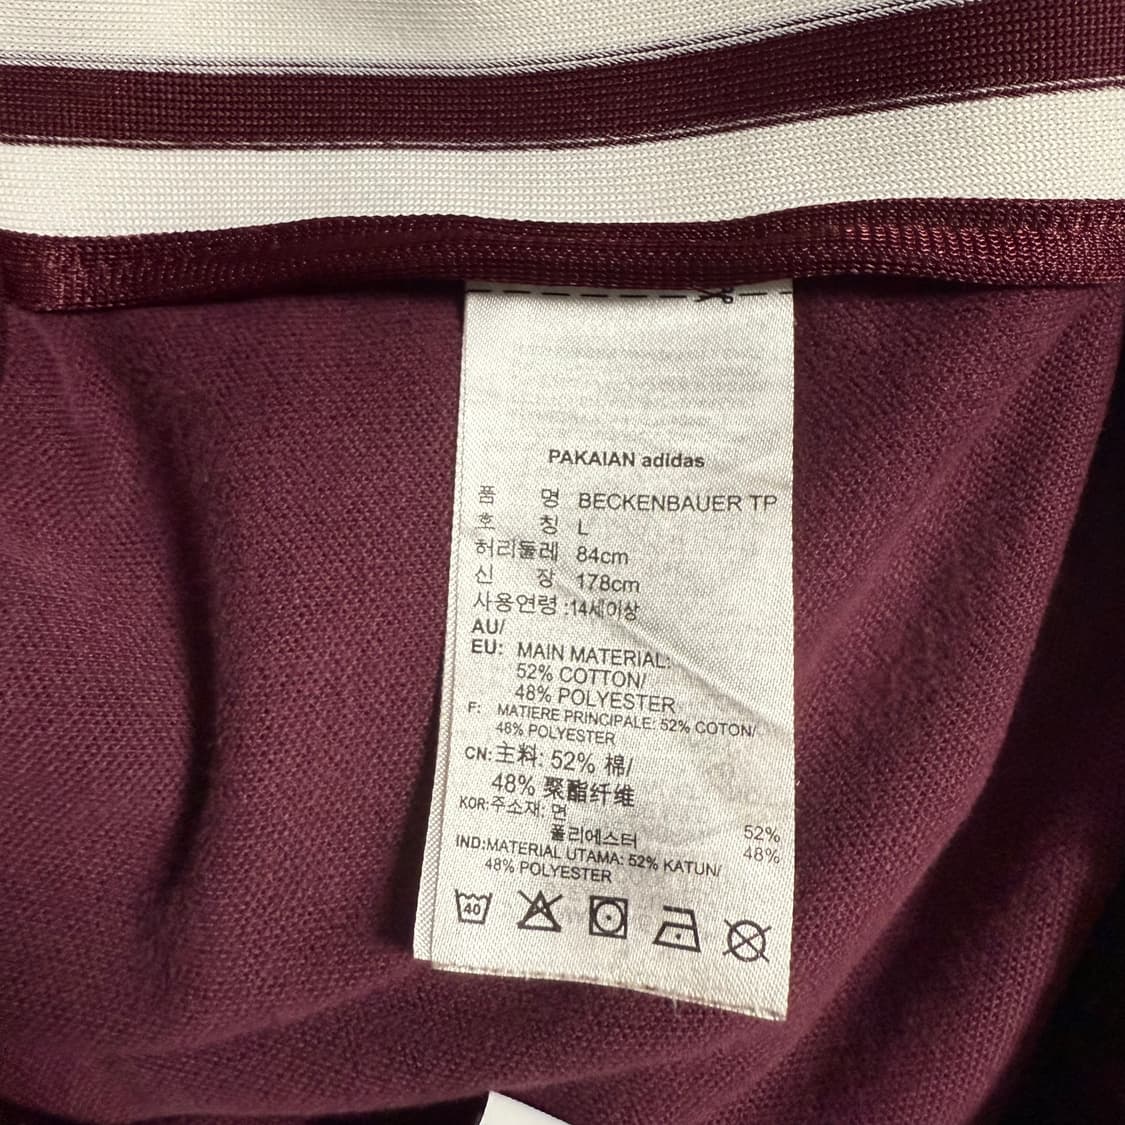 PAKAIAN adidas
품 명 BECKENBAUER TP
호 칭 L
허리둘레 84cm
신 장 178cm
사용연령 :14세이상
AU/
EU: MAIN MATERIAL:
52% COTTON/
48% POLYESTER
F: MATIERE PRINCIPALE: 52% COTON/
48% POLYESTER
CN:主料: 52% 棉/
48% 聚酯纤维
KOR:주소재: 면 52%
폴리에스터 48%
IND:MATERIAL UTAMA: 52% KATUN/
48% POLYESTER
40